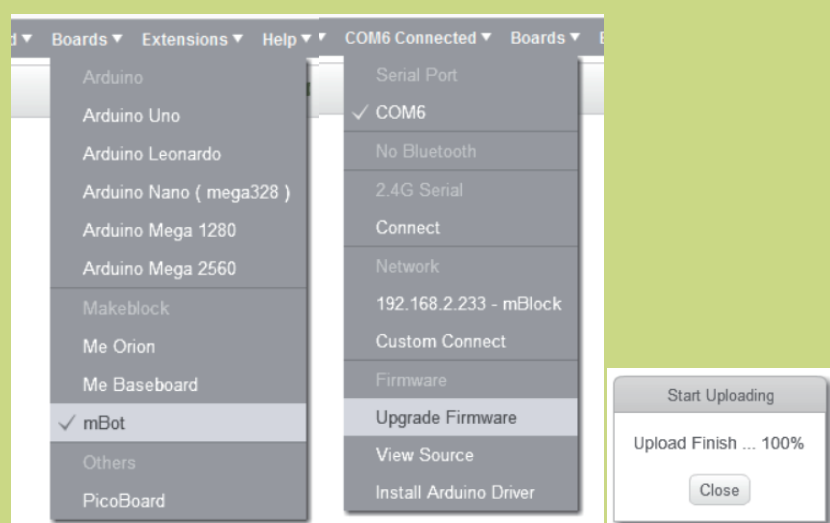 d ▾ Boards ▾ Extensions ▾ Help ▾
Arduino
Arduino Uno
Arduino Leonardo
Arduino Nano ( mega328 )
Arduino Mega 1280
Arduino Mega 2560
Makeblock
Me Orion
Me Baseboard
✓ mBot
Others
PicoBoard
▾ COM6 Connected ▾ Boards ▾ E
Serial Port
✓ COM6
No Bluetooth
2.4G Serial
Connect
Network
192.168.2.233 - mBlock
Custom Connect
Firmware
Upgrade Firmware
View Source
Install Arduino Driver
Start Uploading
Upload Finish ... 100%
Close